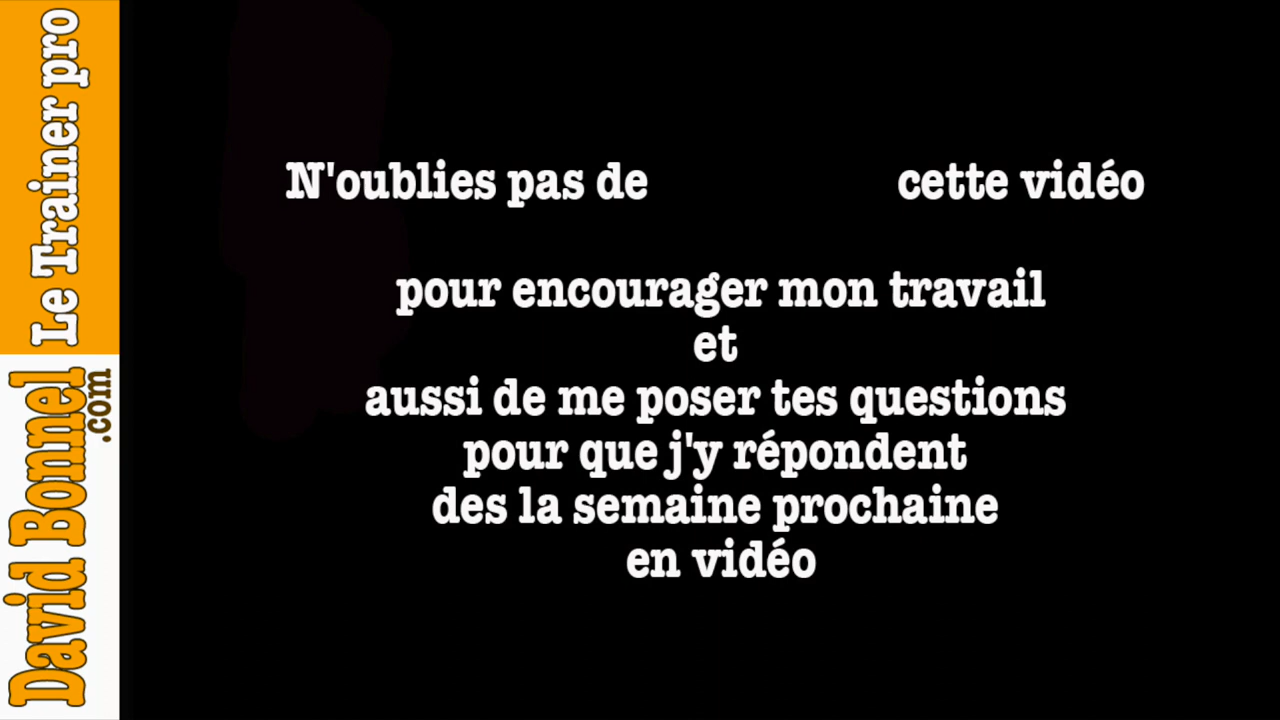 Le Trainer pro
David Bonnel
.com
N'oublies pas de cette vidéo
pour encourager mon travail
et
aussi de me poser tes questions
pour que j'y répondent
des la semaine prochaine
en vidéo